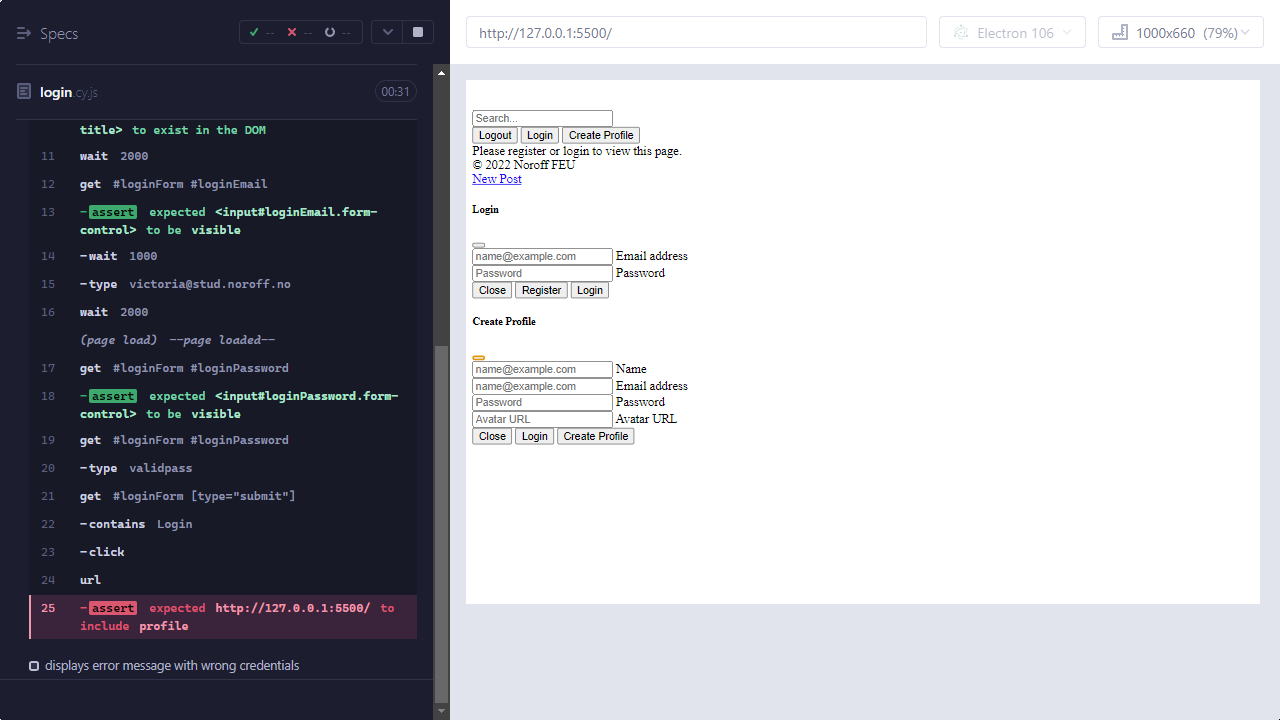 Specs
-- -- --
login.cy.js 00:31
title> to exist in the DOM
11 wait 2000
12 get #loginForm #loginEmail
13 -assert expected <input#loginEmail.form-
control> to be visible
14 -wait 1000
15 -type victoria@stud.noroff.no
16 wait 2000
(page load) --page loaded--
17 get #loginForm #loginPassword
18 -assert expected <input#loginPassword.form-
control> to be visible
19 get #loginForm #loginPassword
20 -type validpass
21 get #loginForm [type="submit"]
22 -contains Login
23 -click
24 url
25 -assert expected http://127.0.0.1:5500/ to
include profile
displays error message with wrong credentials
http://127.0.0.1:5500/ Electron 106 1000x660 (79%)
Search...
Logout Login Create Profile
Please register or login to view this page.
© 2022 Noroff FEU
New Post
Login
name@example.com Email address
Password Password
Close Register Login
Create Profile
name@example.com Name
name@example.com Email address
Password Password
Avatar URL Avatar URL
Close Login Create Profile